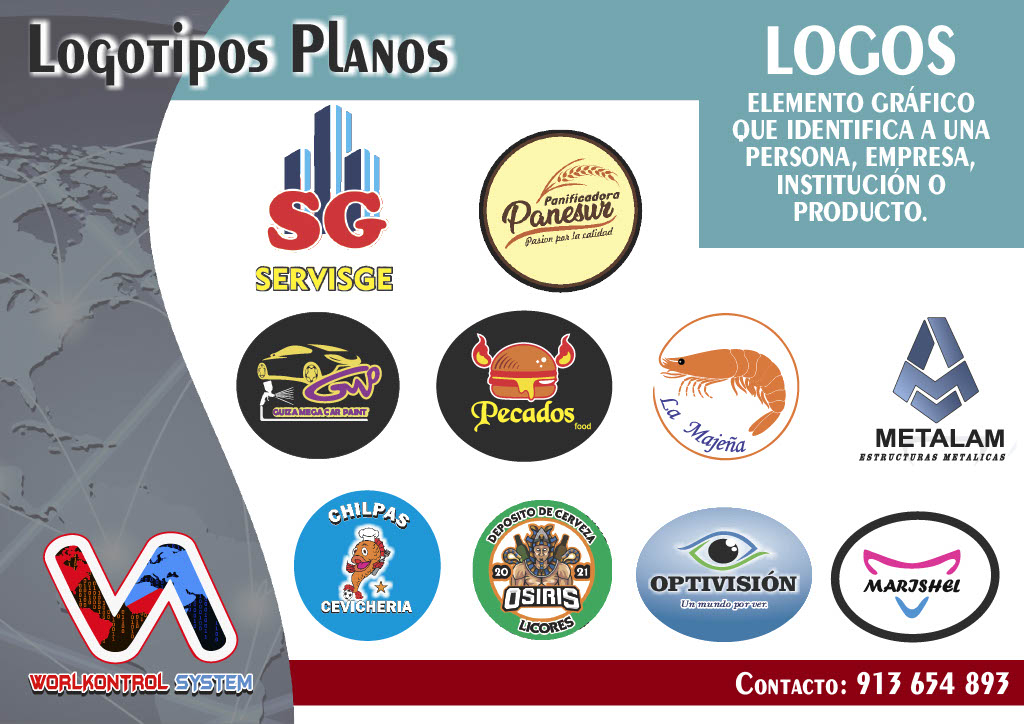 Logotipos Planos
LOGOS
ELEMENTO GRÁFICO
QUE IDENTIFICA A UNA
PERSONA, EMPRESA,
INSTITUCIÓN O
PRODUCTO.
SG
SERVISGE
Panificadora
Panesur
Pasion por la calidad
GMP
GUIZA MEGA CAR PAINT
Pecados
food
La Majeña
METALAM
ESTRUCTURAS METALICAS
CHILPAS
CEVICHERIA
DEPOSITO DE CERVEZA
20 21
OSIRIS
LICORES
OPTIVISIÓN
Un mundo por ver.
MARISHEL
WORLKONTROL SYSTEM
CONTACTO: 913 654 893